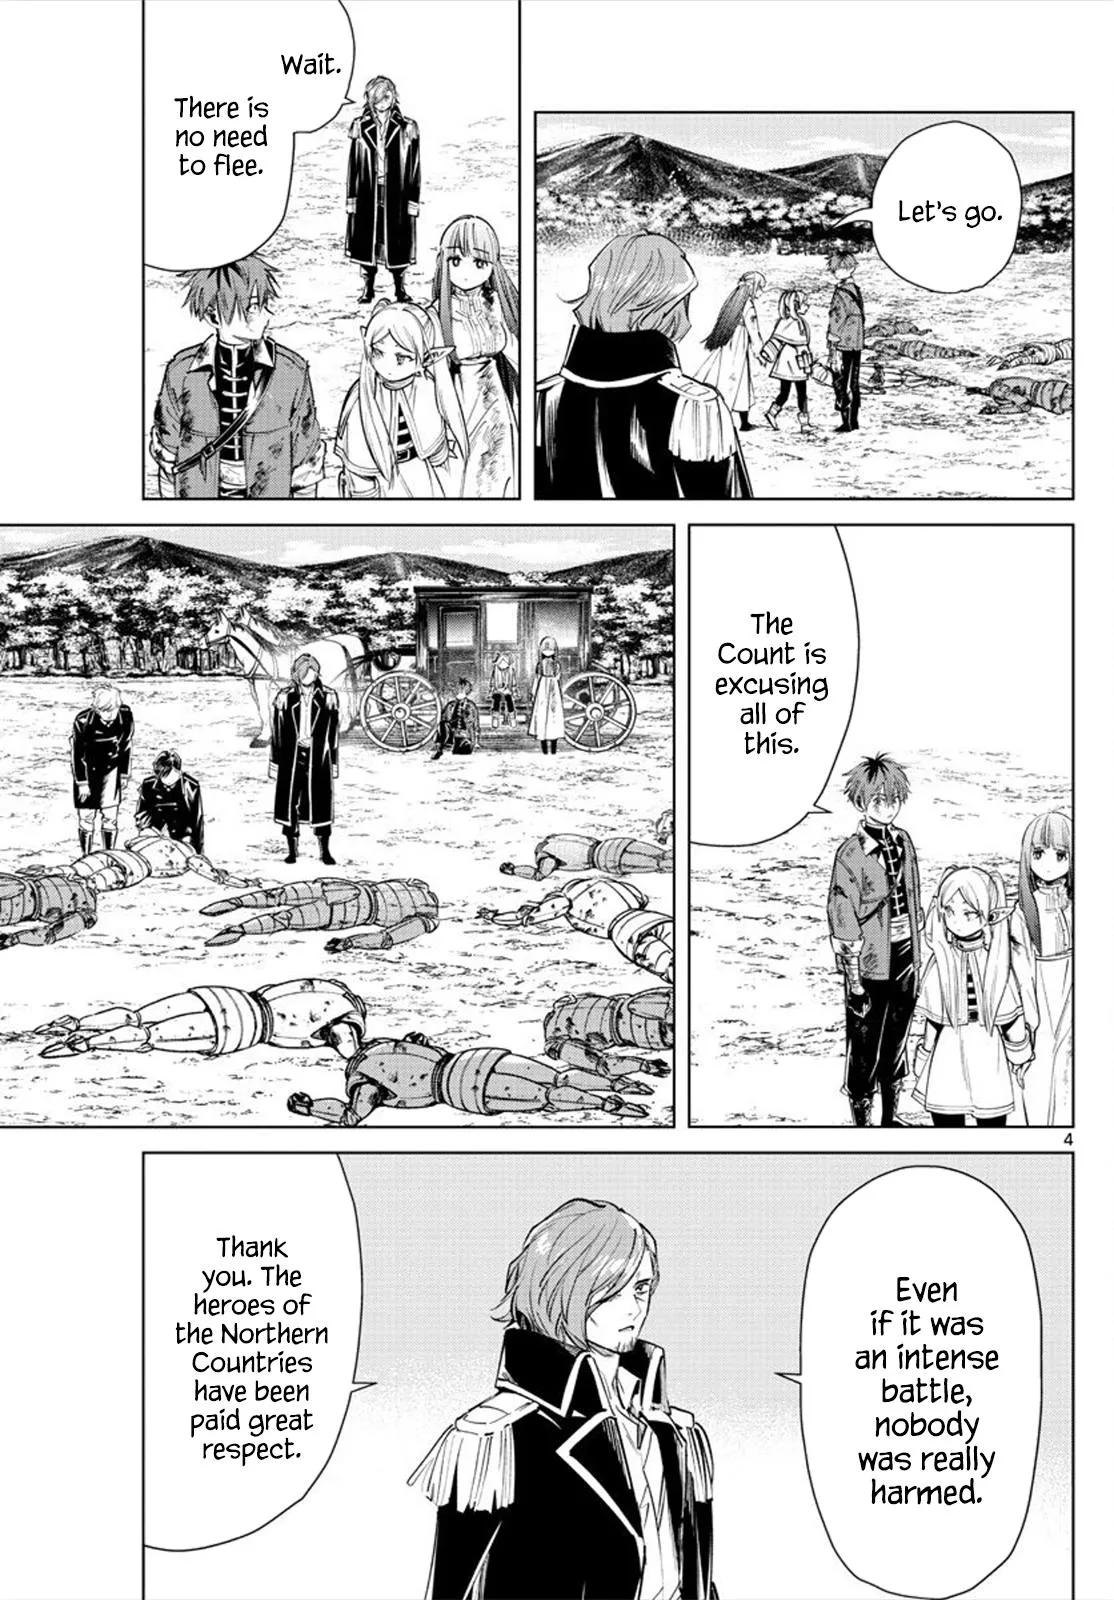 Let's go.
Wait.
There is
no need
to flee.
The
Count is
excusing
all of
this.
4
Even
if it was
an intense
battle,
nobody
was really
harmed.
Thank
you. The
heroes of
the Northern
Countries
have been
paid great
respect.